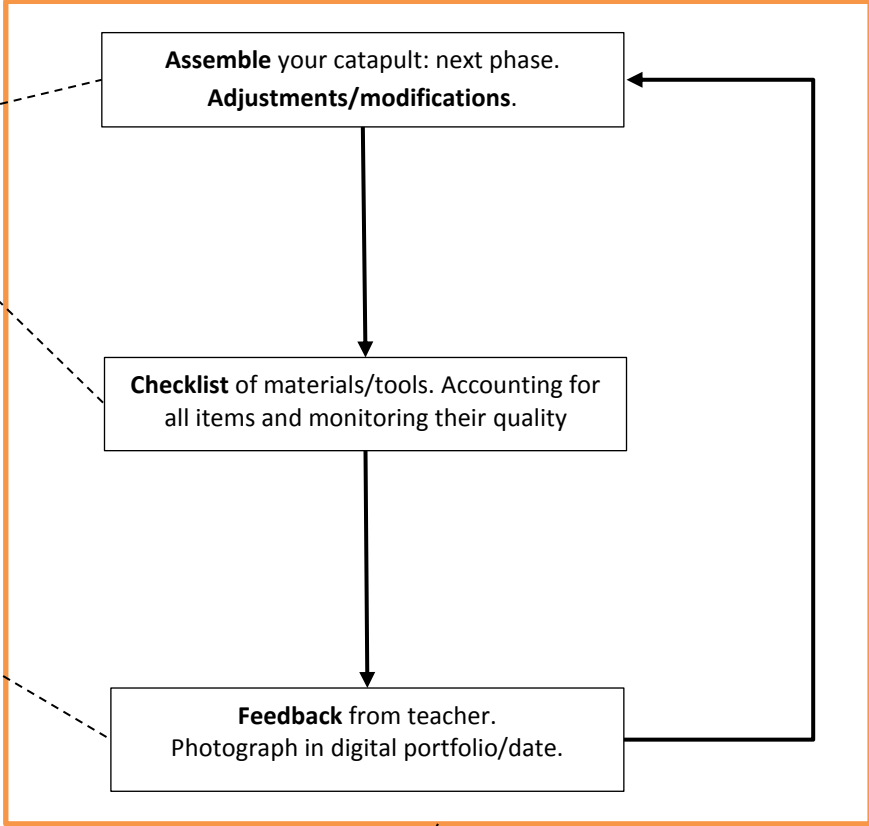 Assemble your catapult: next phase.
Adjustments/modifications.
Checklist of materials/tools. Accounting for
all items and monitoring their quality
Feedback from teacher.
Photograph in digital portfolio/date.